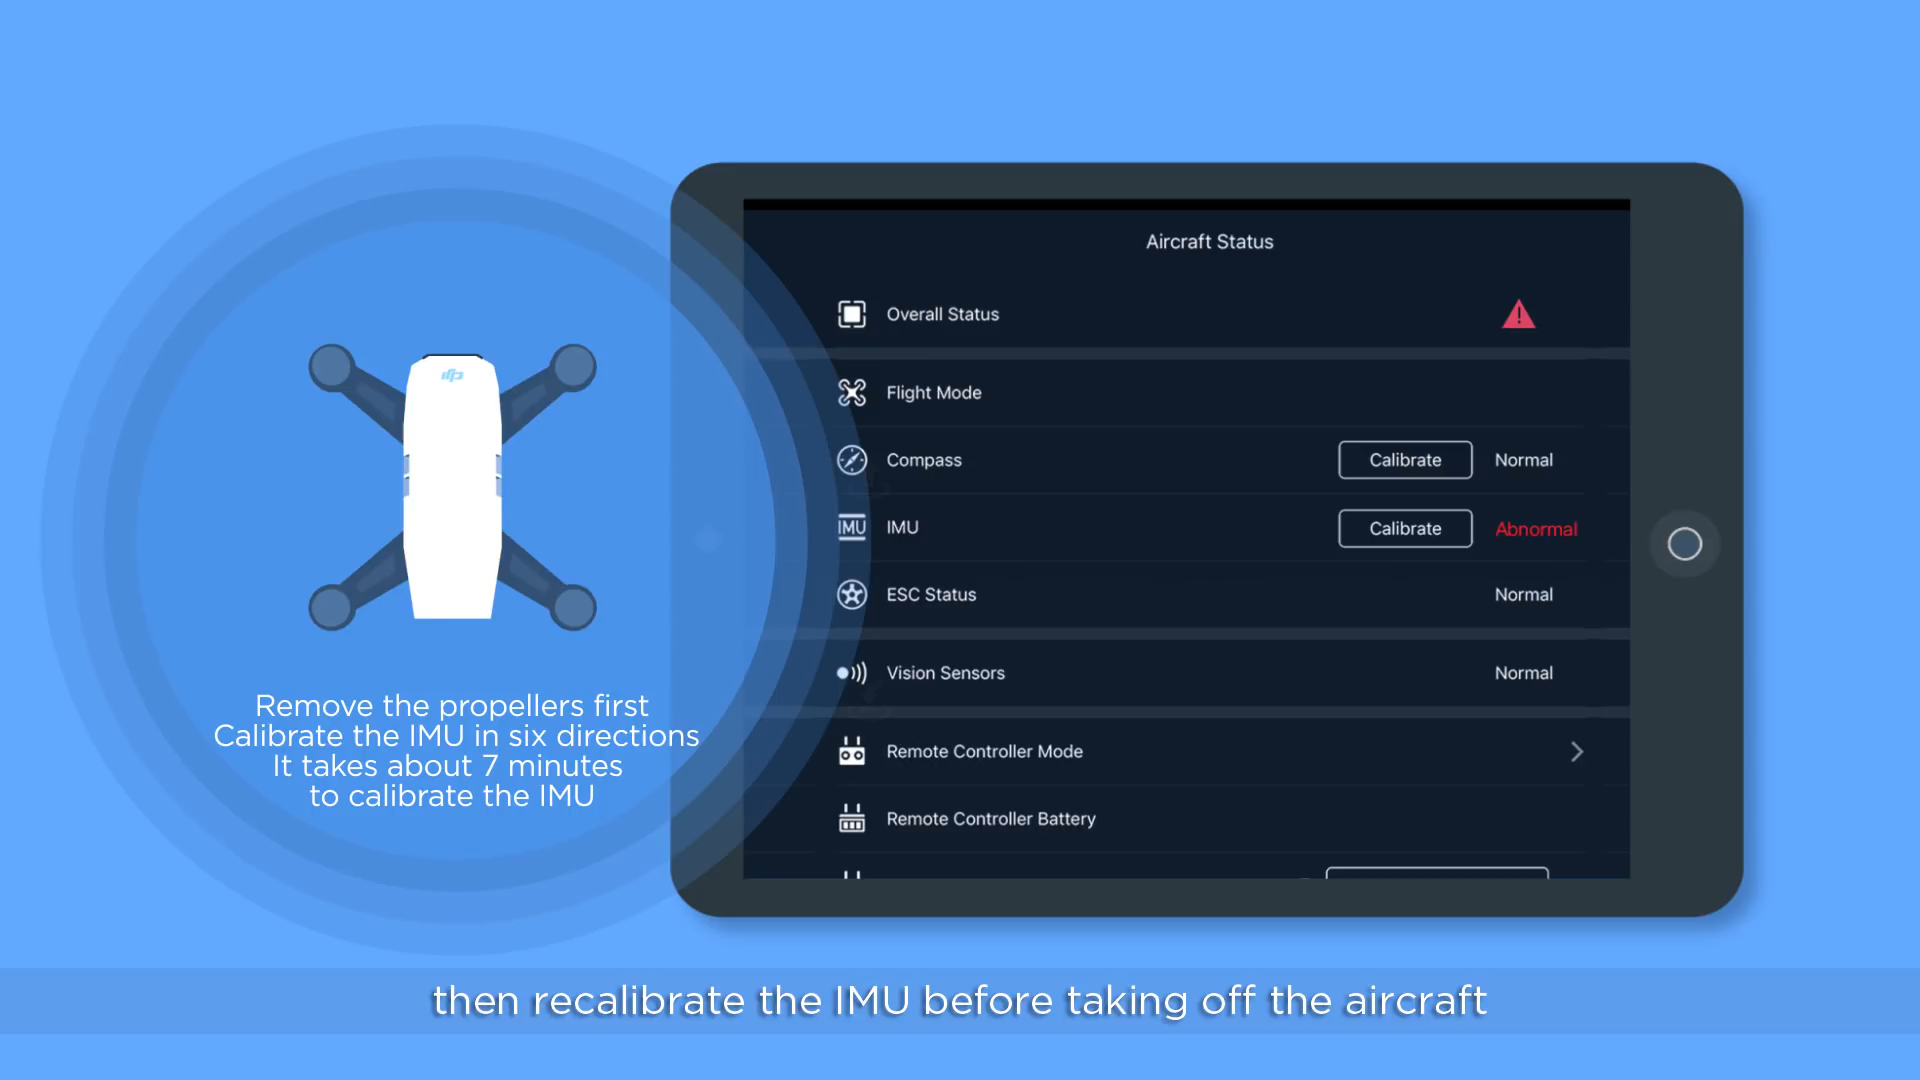 Aircraft Status
Overall Status
Flight Mode
Compass Calibrate Normal
IMU IMU Calibrate Abnormal
ESC Status Normal
Vision Sensors Normal
Remote Controller Mode
Remote Controller Battery
dji
Remove the propellers first
Calibrate the IMU in six directions
It takes about 7 minutes
to calibrate the IMU
then recalibrate the IMU before taking off the aircraft